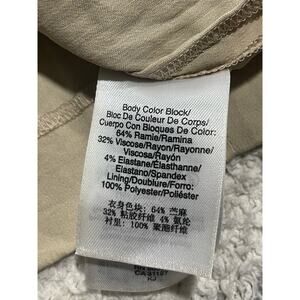 Body Color Block/
Bloc De Couleur De Corps/
Cuerpo Con Bloques De Color:
64% Ramie/Ramina
32% Viscose/Rayon/Rayonne/
Viscosa/Rayón
4% Elastane/Elasthanne/
Elastano/Spandex
Lining/Doublure/Forro:
100% Polyester/Poliéster
衣身色块: 64% 苎麻
32% 粘胶纤维 4% 氨纶
衬里: 100% 聚酯纤维